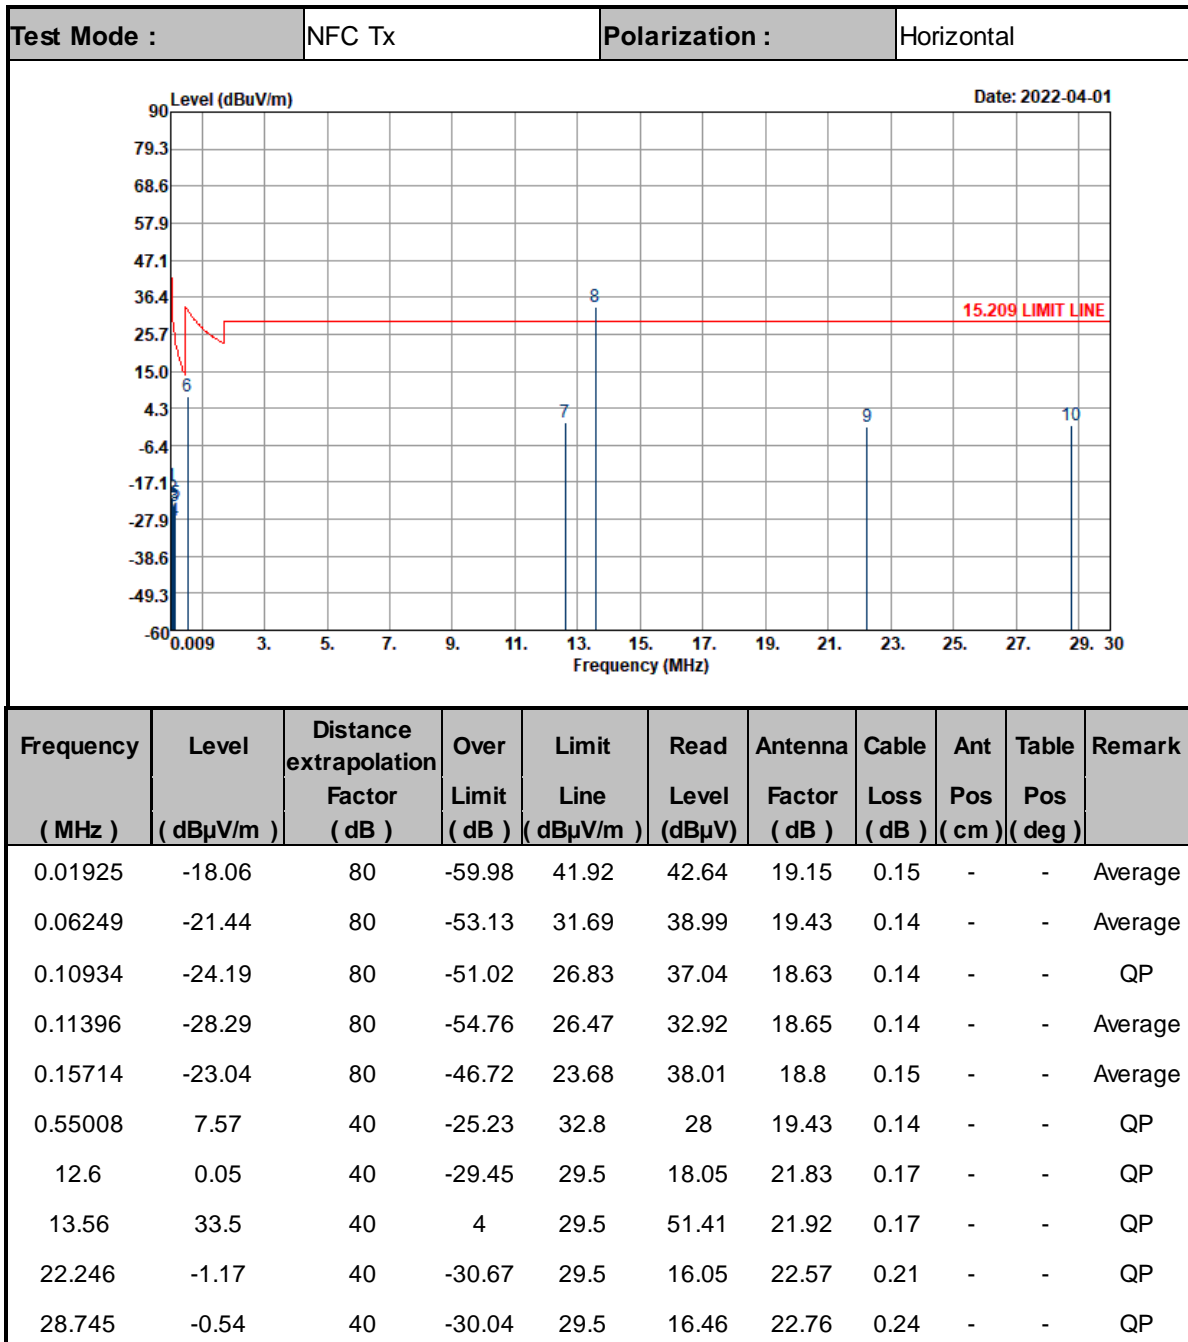 Test Mode : NFC Tx Polarization : Horizontal
Level (dBuV/m) Date: 2022-04-01
90
79.3
68.6
57.9
47.1
36.4
25.7
15.0
4.3
-6.4
-17.1
-27.9
-38.6
-49.3
-60
8
15.209 LIMIT LINE
6
7
9
10
0.009 3. 5. 7. 9. 11. 13. 15. 17. 19. 21. 23. 25. 27. 29. 30
Frequency (MHz)
Frequency Level Distance extrapolation Factor Over Limit Limit Line Read Level Antenna Factor Cable Loss Ant Pos Table Pos Remark
( MHz ) ( dBµV/m ) ( dB ) ( dB ) ( dBµV/m ) (dBµV) ( dB ) ( dB ) ( cm ) ( deg )
0.01925 -18.06 80 -59.98 41.92 42.64 19.15 0.15 - - Average
0.06249 -21.44 80 -53.13 31.69 38.99 19.43 0.14 - - Average
0.10934 -24.19 80 -51.02 26.83 37.04 18.63 0.14 - - QP
0.11396 -28.29 80 -54.76 26.47 32.92 18.65 0.14 - - Average
0.15714 -23.04 80 -46.72 23.68 38.01 18.8 0.15 - - Average
0.55008 7.57 40 -25.23 32.8 28 19.43 0.14 - - QP
12.6 0.05 40 -29.45 29.5 18.05 21.83 0.17 - - QP
13.56 33.5 40 4 29.5 51.41 21.92 0.17 - - QP
22.246 -1.17 40 -30.67 29.5 16.05 22.57 0.21 - - QP
28.745 -0.54 40 -30.04 29.5 16.46 22.76 0.24 - - QP